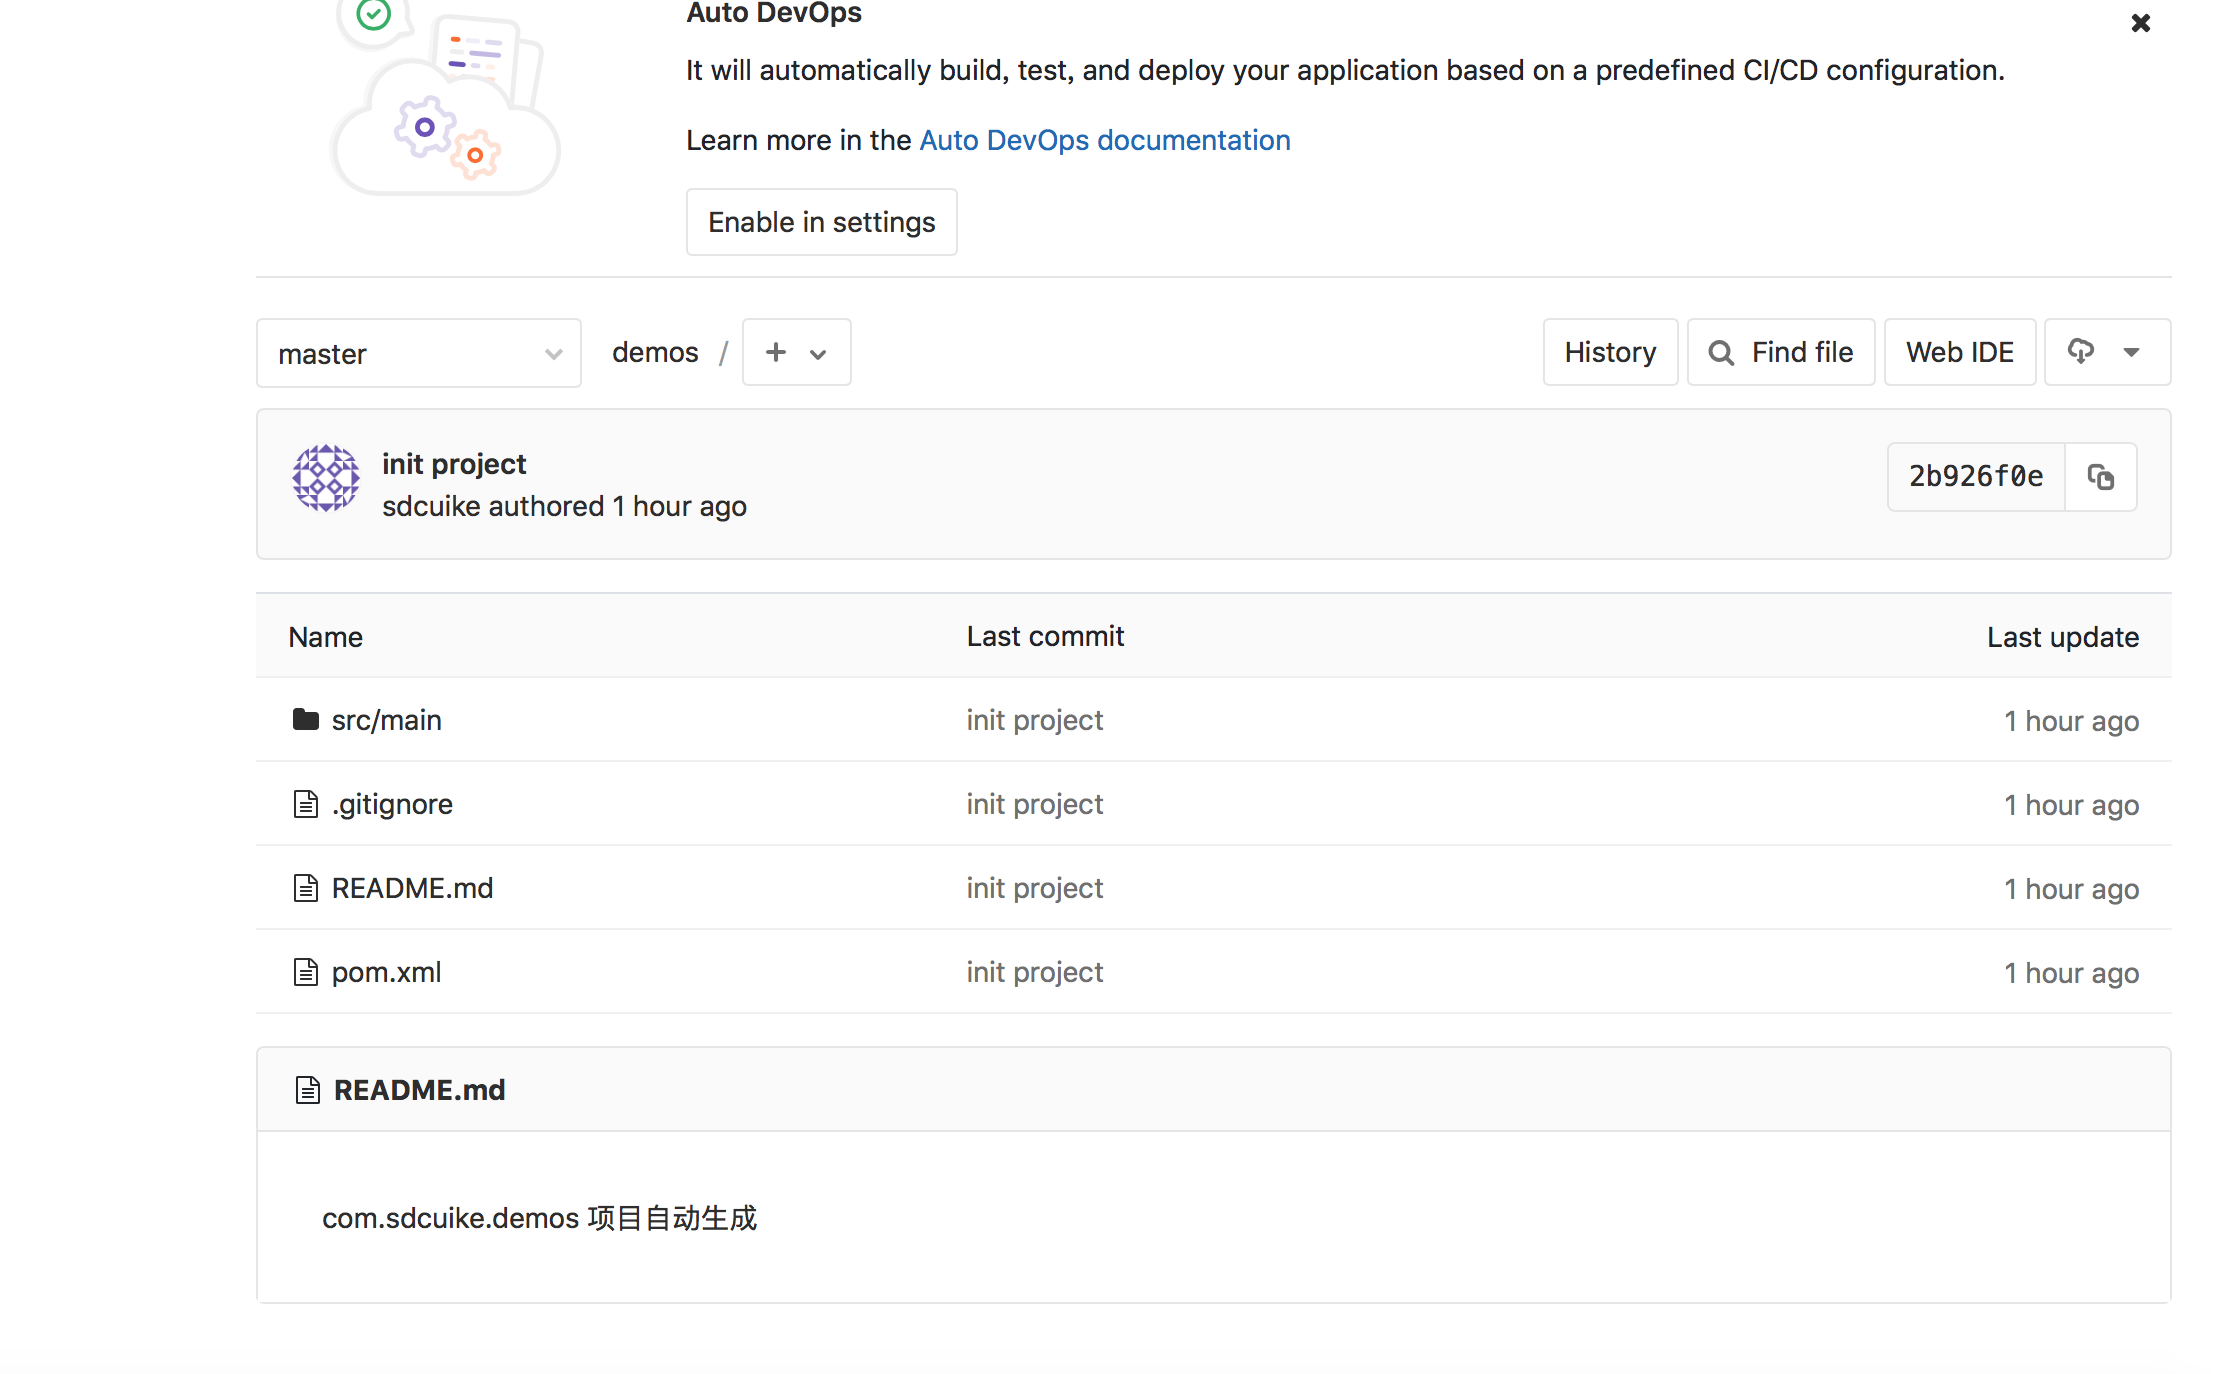 Auto DevOps
It will automatically build, test, and deploy your application based on a predefined CI/CD configuration.
Learn more in the Auto DevOps documentation
Enable in settings
master demos / History Find file Web IDE
init project
sdcuike authored 1 hour ago
2b926f0e
Name Last commit Last update
src/main init project 1 hour ago
.gitignore init project 1 hour ago
README.md init project 1 hour ago
pom.xml init project 1 hour ago
README.md
com.sdcuike.demos 项目自动生成